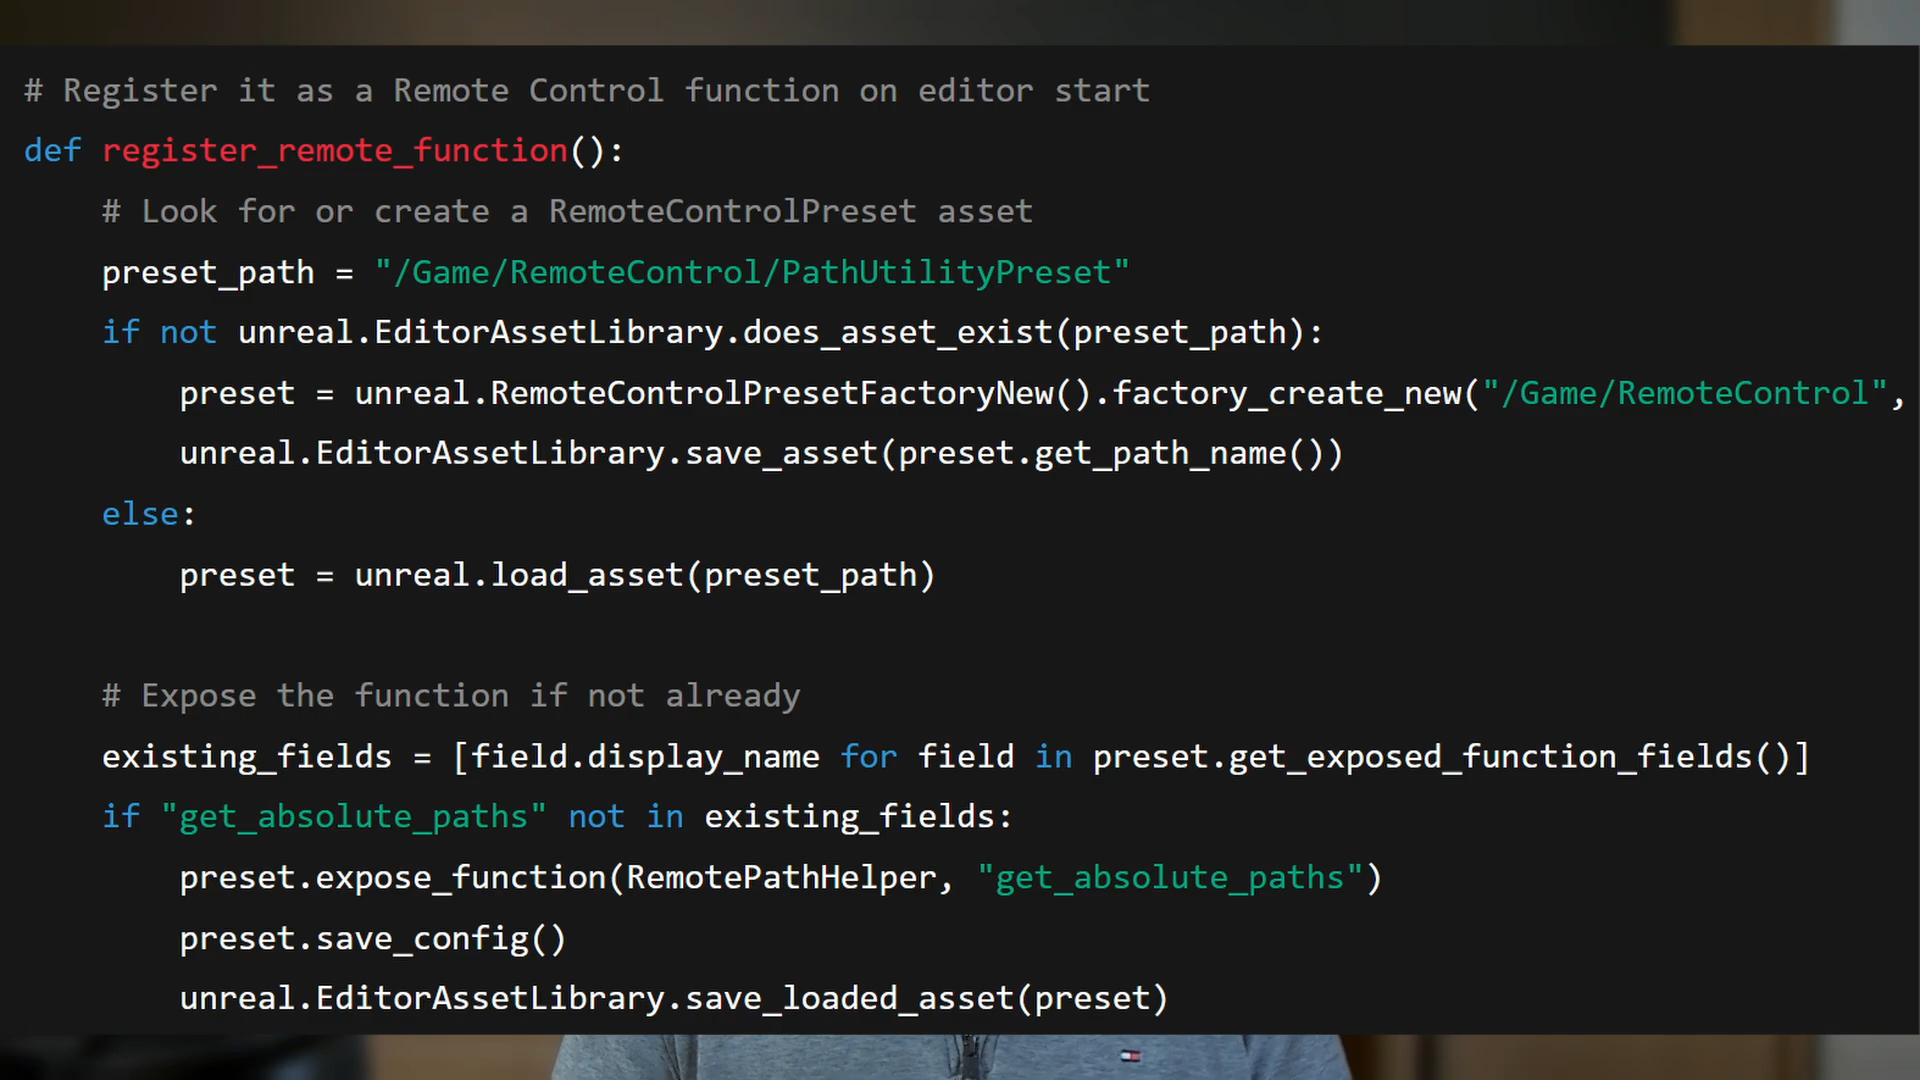 # Register it as a Remote Control function on editor start
def register_remote_function():
    # Look for or create a RemoteControlPreset asset
    preset_path = "/Game/RemoteControl/PathUtilityPreset"
    if not unreal.EditorAssetLibrary.does_asset_exist(preset_path):
        preset = unreal.RemoteControlPresetFactoryNew().factory_create_new("/Game/RemoteControl",
        unreal.EditorAssetLibrary.save_asset(preset.get_path_name())
    else:
        preset = unreal.load_asset(preset_path)

    # Expose the function if not already
    existing_fields = [field.display_name for field in preset.get_exposed_function_fields()]
    if "get_absolute_paths" not in existing_fields:
        preset.expose_function(RemotePathHelper, "get_absolute_paths")
        preset.save_config()
        unreal.EditorAssetLibrary.save_loaded_asset(preset)